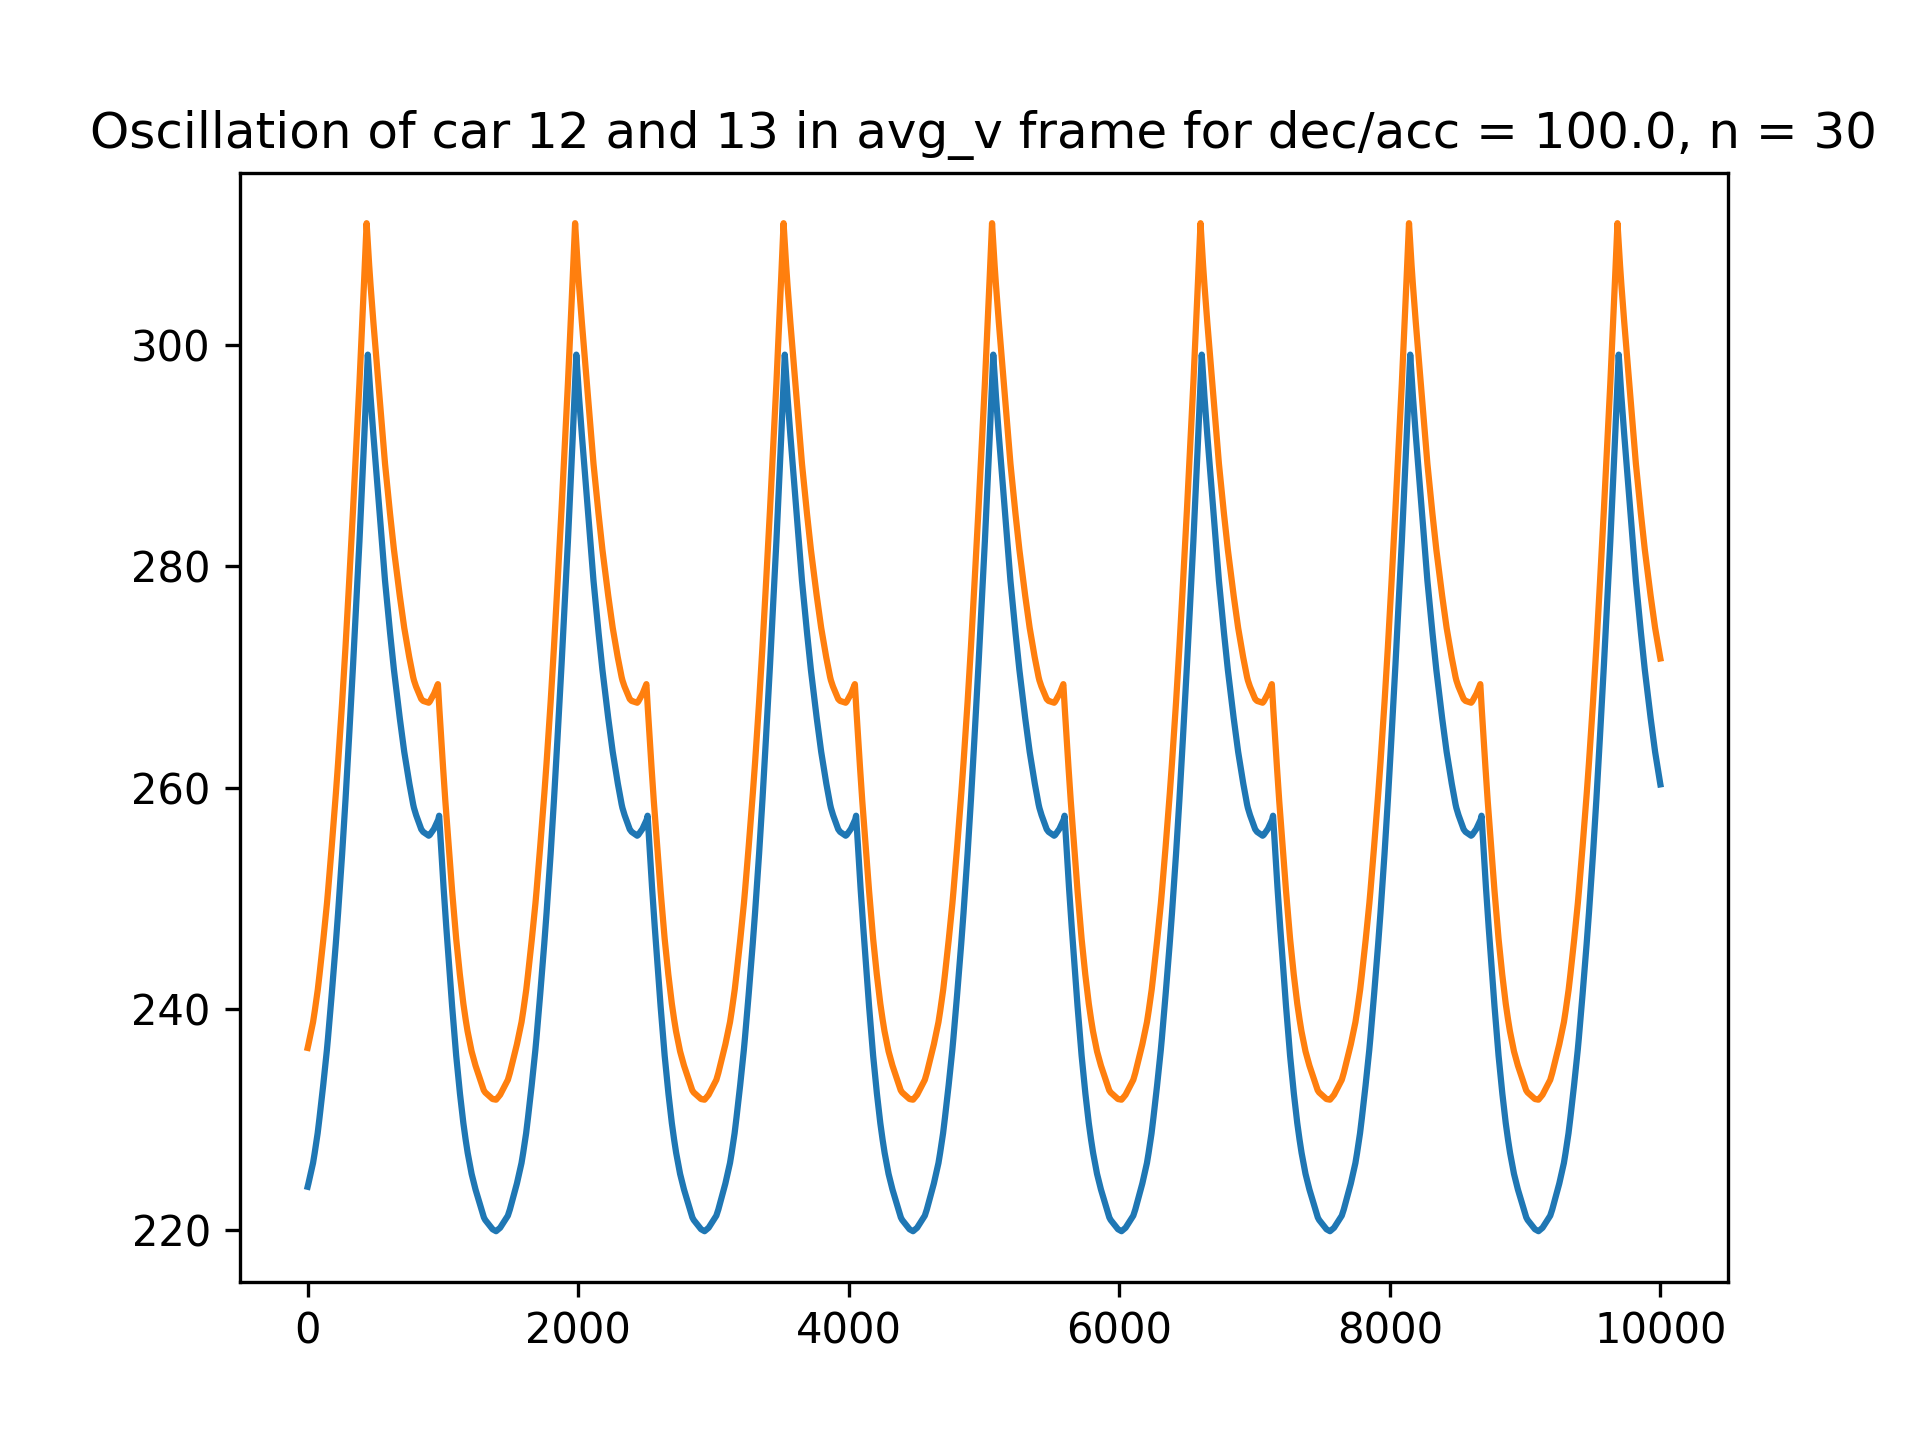 Oscillation of car 12 and 13 in avg_v frame for dec/acc = 100.0, n = 30
300
280
260
240
220
0 2000 4000 6000 8000 10000